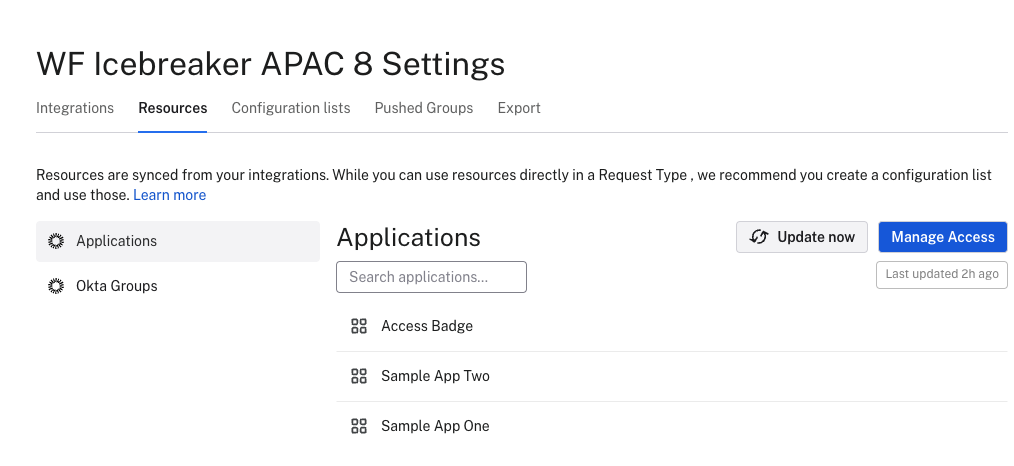 WF Icebreaker APAC 8 Settings
Integrations Resources Configuration lists Pushed Groups Export
Resources are synced from your integrations. While you can use resources directly in a Request Type , we recommend you create a configuration list
and use those. Learn more
Applications
Okta Groups
Applications
Update now
Manage Access
Search applications...
Last updated 2h ago
Access Badge
Sample App Two
Sample App One